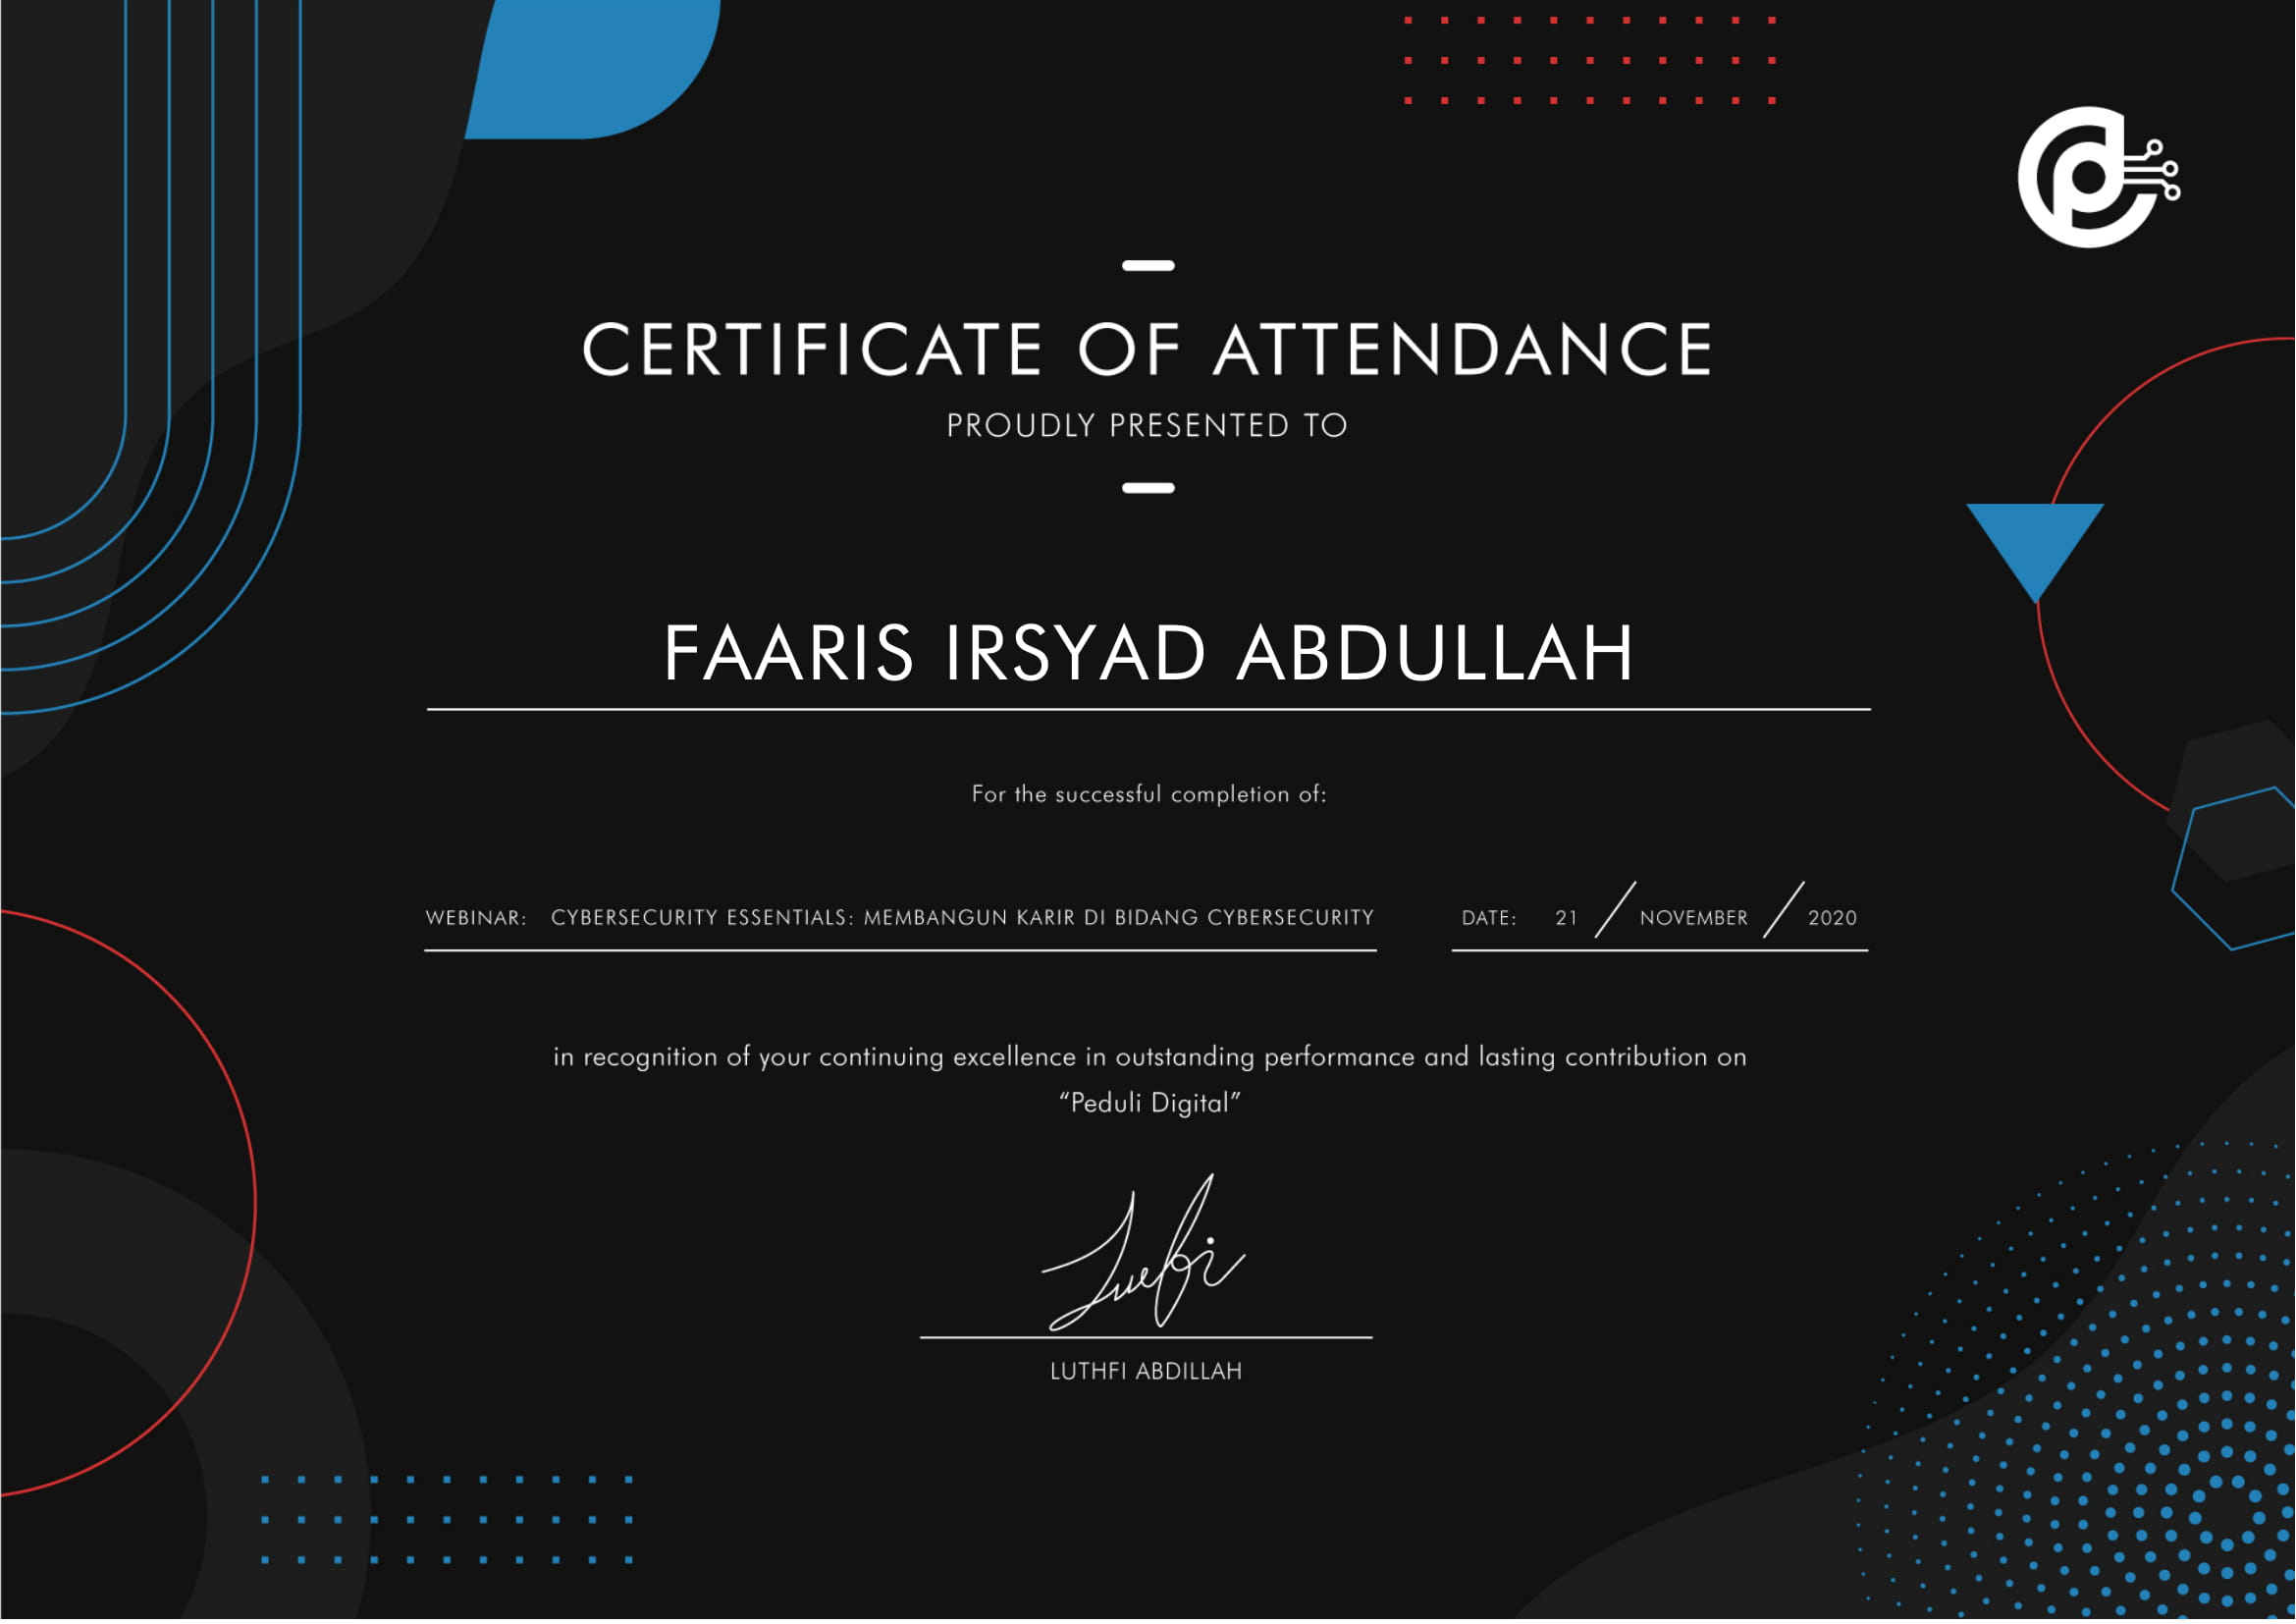 CERTIFICATE OF ATTENDANCE
PROUDLY PRESENTED TO
FAARIS IRSYAD ABDULLAH
For the successful completion of:
WEBINAR: CYBERSECURITY ESSENTIALS: MEMBANGUN KARIR DI BIDANG CYBERSECURITY DATE: 21 / NOVEMBER / 2020
in recognition of your continuing excellence in outstanding performance and lasting contribution on
“Peduli Digital”
LUTHFI ABDILLAH